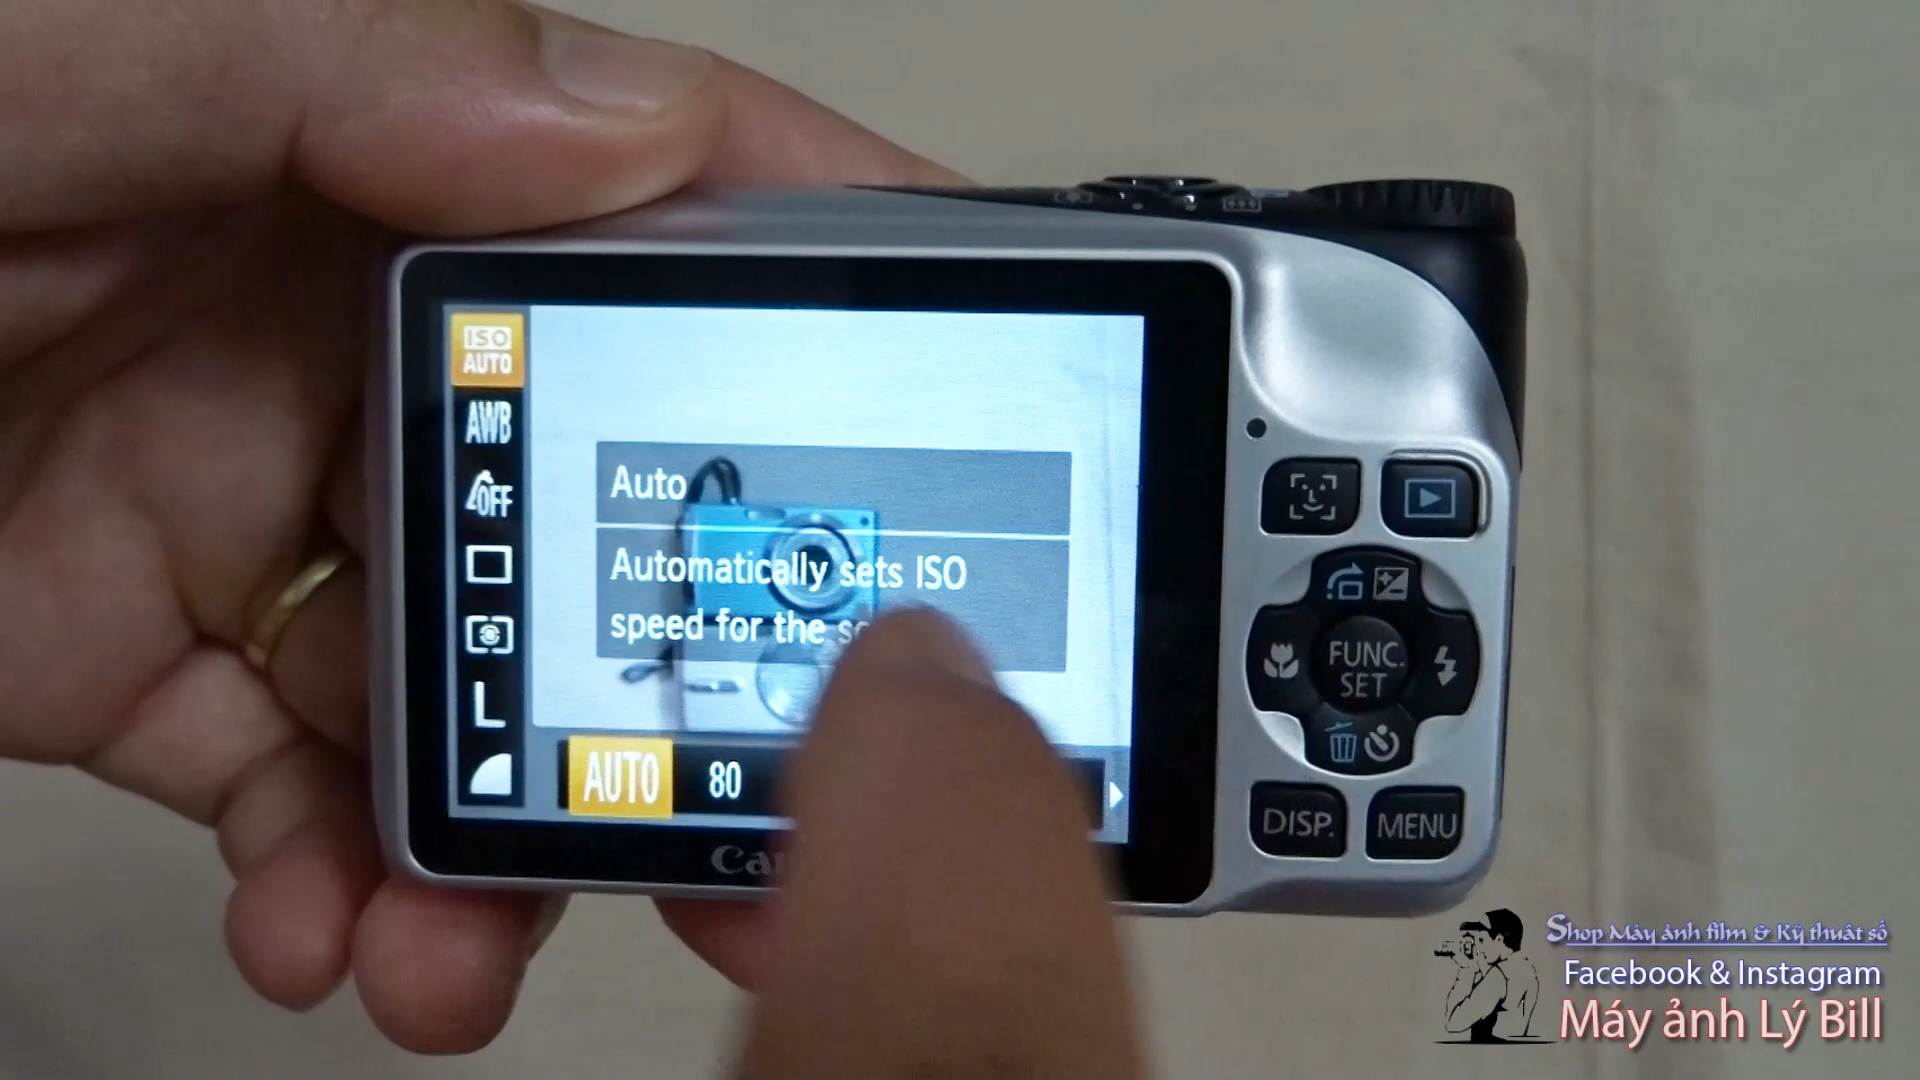 ISO
AUTO
AWB
OFF
Auto
Automatically sets ISO
speed for the
L
AUTO 80
FUNC.
SET
DISP. MENU
Shop Máy ảnh film & Kỹ thuật số
Facebook & Instagram
Máy ảnh Lý Bill